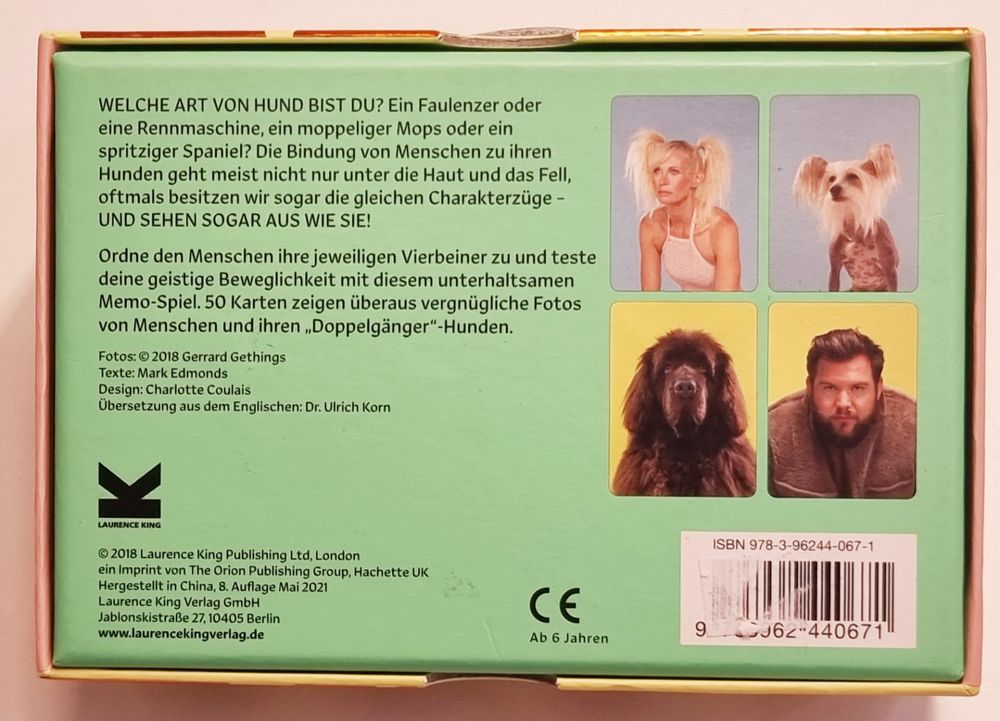 WELCHE ART VON HUND BIST DU? Ein Faulenzer oder
eine Rennmaschine, ein moppeliger Mops oder ein
spritziger Spaniel? Die Bindung von Menschen zu ihren
Hunden geht meist nicht nur unter die Haut und das Fell,
oftmals besitzen wir sogar die gleichen Charakterzüge –
UND SEHEN SOGAR AUS WIE SIE!
Ordne den Menschen ihre jeweiligen Vierbeiner zu und teste
deine geistige Beweglichkeit mit diesem unterhaltsamen
Memo-Spiel. 50 Karten zeigen überaus vergnügliche Fotos
von Menschen und ihren „Doppelgänger“-Hunden.
Fotos: © 2018 Gerrard Gethings
Texte: Mark Edmonds
Design: Charlotte Coulais
Übersetzung aus dem Englischen: Dr. Ulrich Korn
LAURENCE KING
© 2018 Laurence King Publishing Ltd, London
ein Imprint von The Orion Publishing Group, Hachette UK
Hergestellt in China, 8. Auflage Mai 2021
Laurence King Verlag GmbH
Jablonskistraße 27, 10405 Berlin
www.laurencekingverlag.de
CE
Ab 6 Jahren
ISBN 978-3-96244-067-1
9 962 440671